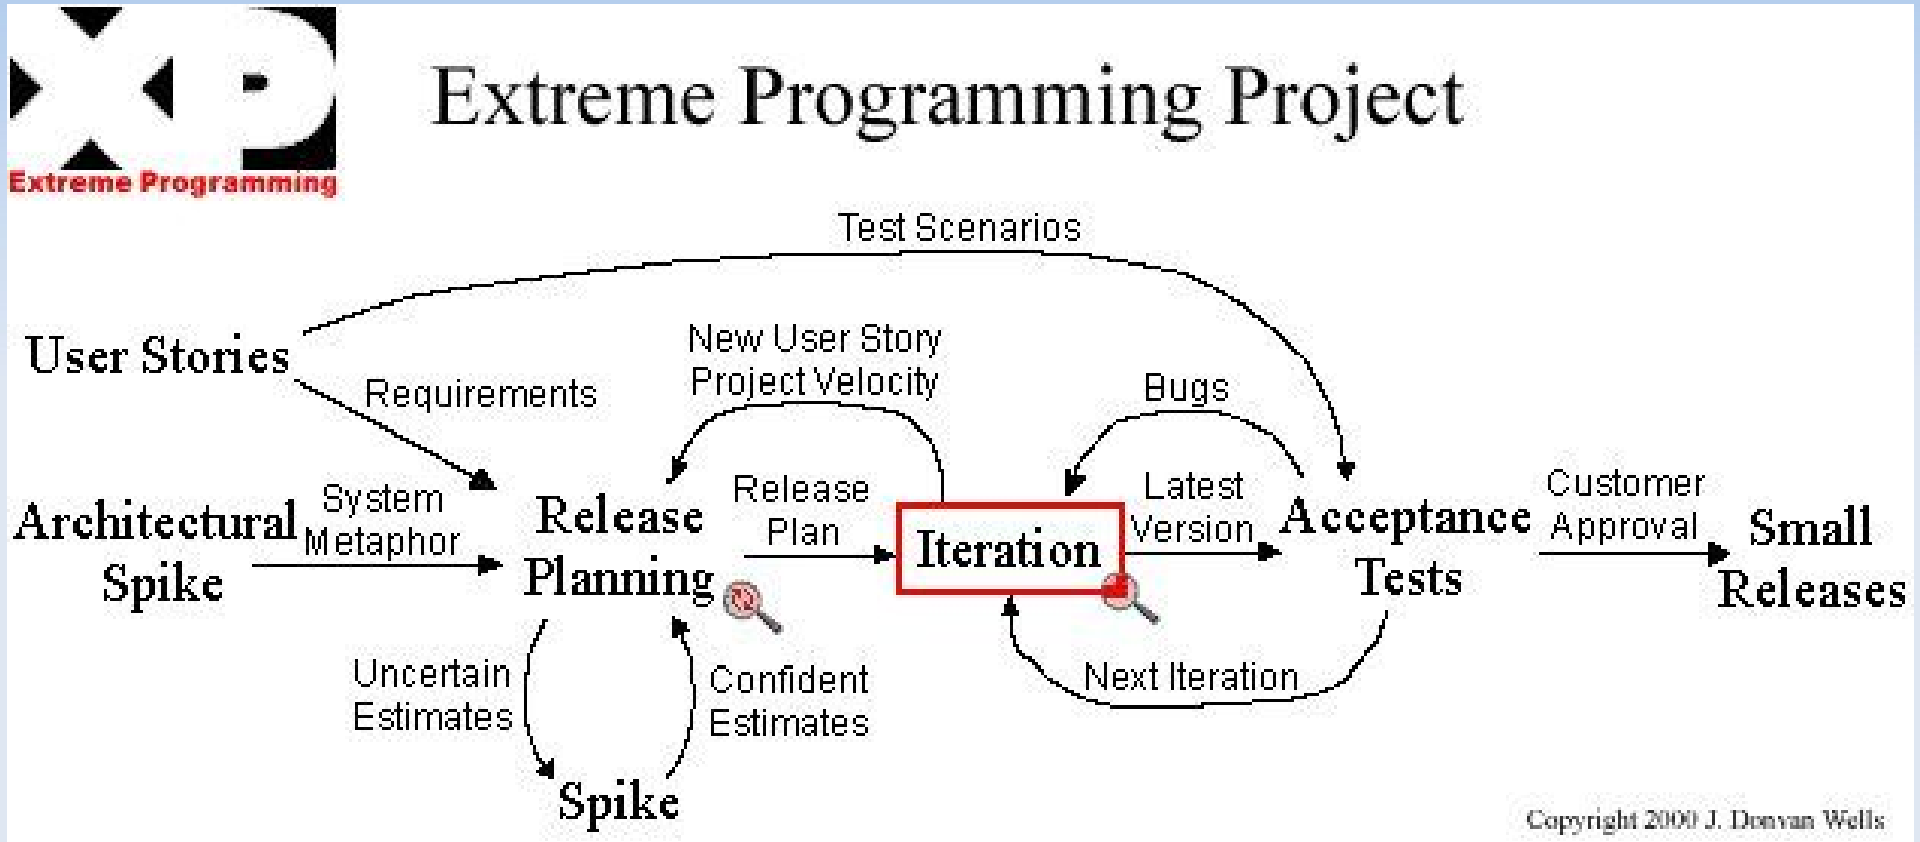 XP
Extreme Programming
Extreme Programming Project
Test Scenarios
User Stories
Requirements
New User Story
Project Velocity
Bugs
Architectural
Spike
System
Metaphor
Release
Planning
Release
Plan
Iteration
Latest
Version
Acceptance
Tests
Customer
Approval
Small
Releases
Uncertain
Estimates
Confident
Estimates
Next Iteration
Spike
Copyright 2000 J. Donvan Wells